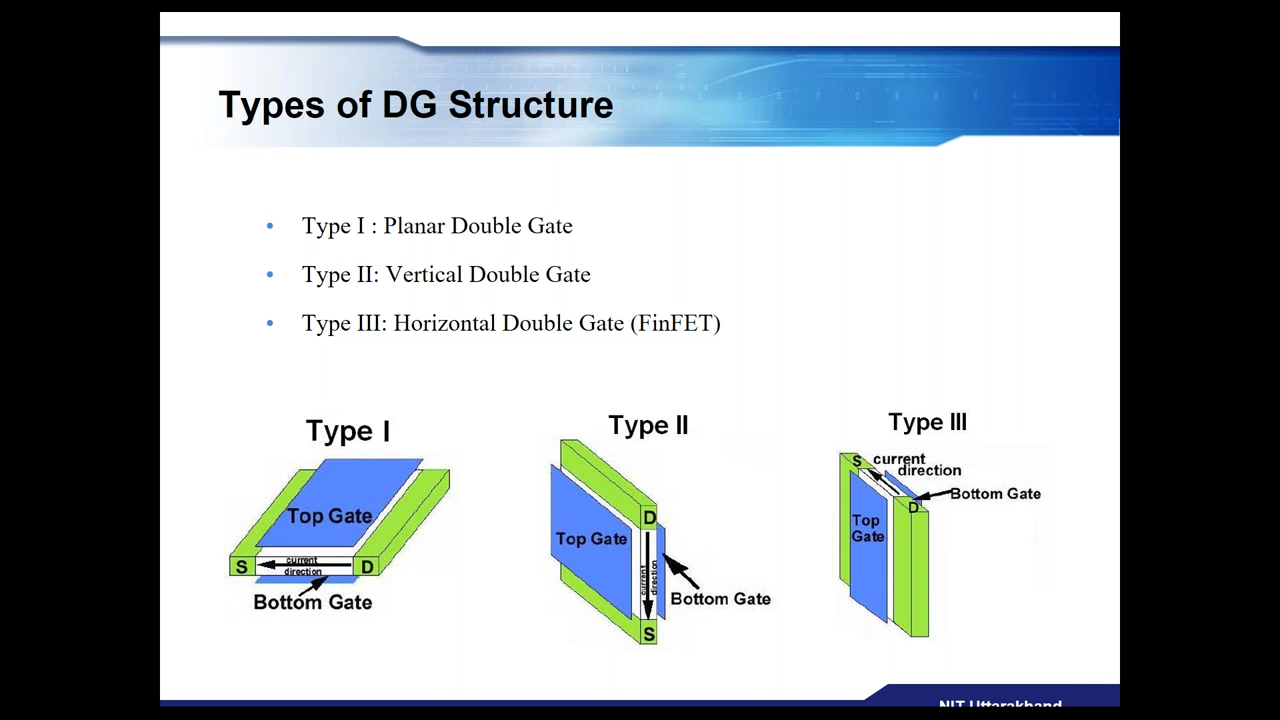 Types of DG Structure
• Type I : Planar Double Gate
• Type II: Vertical Double Gate
• Type III: Horizontal Double Gate (FinFET)
Type I
Top Gate
S
current
direction
D
Bottom Gate
Type II
D
Top Gate
current
direction
Bottom Gate
S
Type III
S
current
direction
Bottom Gate
D
Top
Gate
NIT Uttarakhand